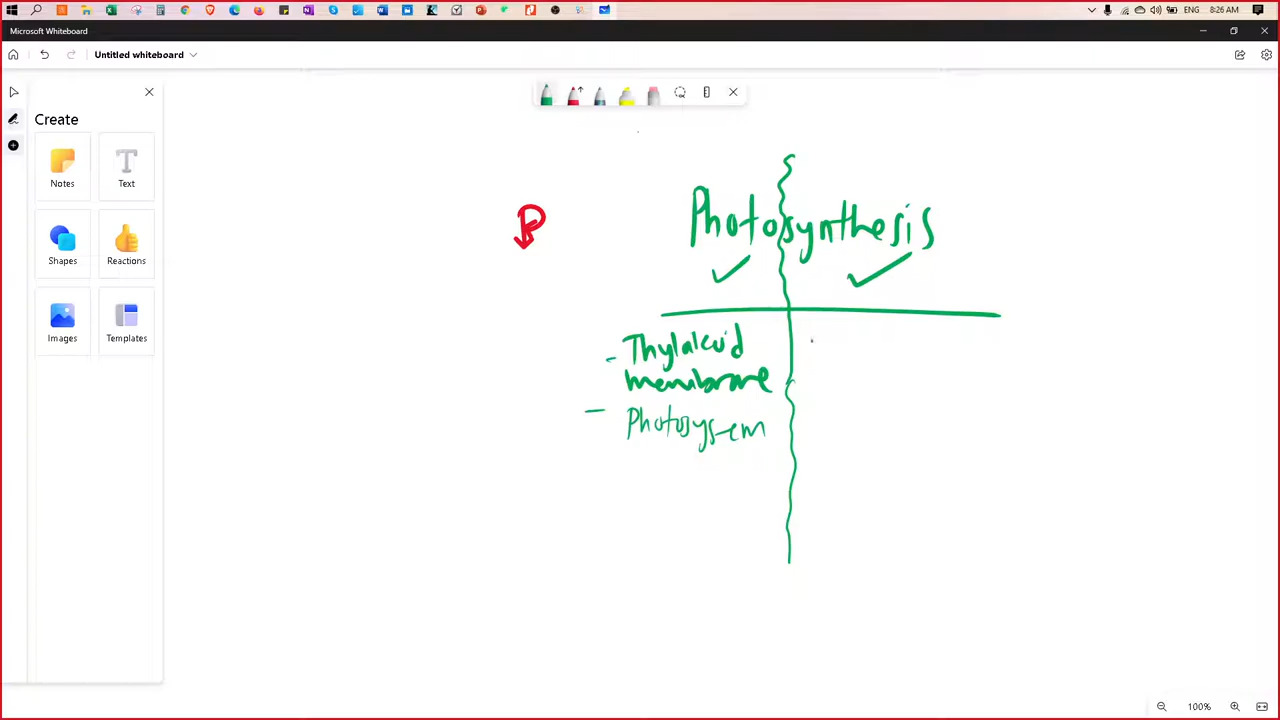 ENG
8:26 AM
Microsoft Whiteboard
Untitled whiteboard
Create
Notes
Text
Shapes
Reactions
Images
Templates
P
Photosynthesis
- Thylakoid
membrane
- Photosystem
100%